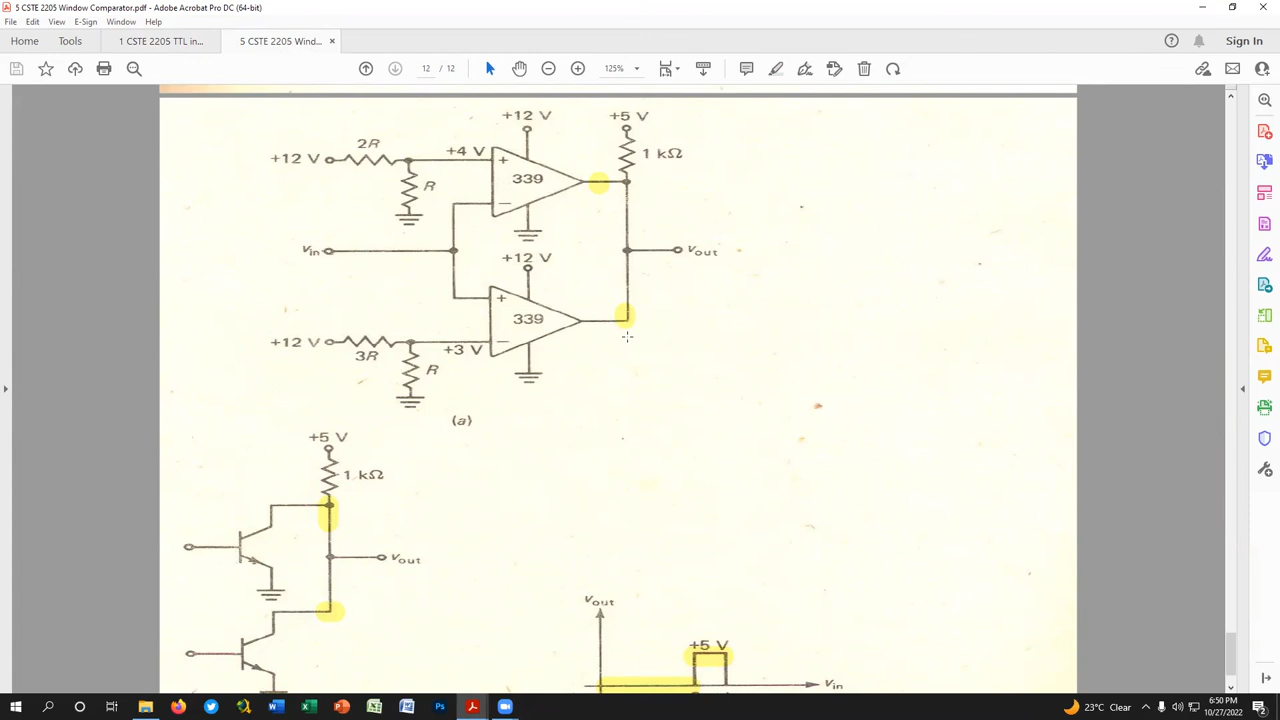 5 CSTE 2205 Window Comparator.pdf - Adobe Acrobat Pro DC (64-bit)
File Edit View E-Sign Window Help
Home Tools 1 CSTE 2205 TTL in... 5 CSTE 2205 Wind... × Sign In
12 / 12 125%
+12 V +5 V
2R
+12 V +4 V + 1 kΩ
339
R
−
vin vout
+12 V
+
339
+12 V −
3R +3 V
R
(a)
+5 V
1 kΩ
vout
vout
+5 V
vin
23°C Clear 6:50 PM
10/27/2022 2